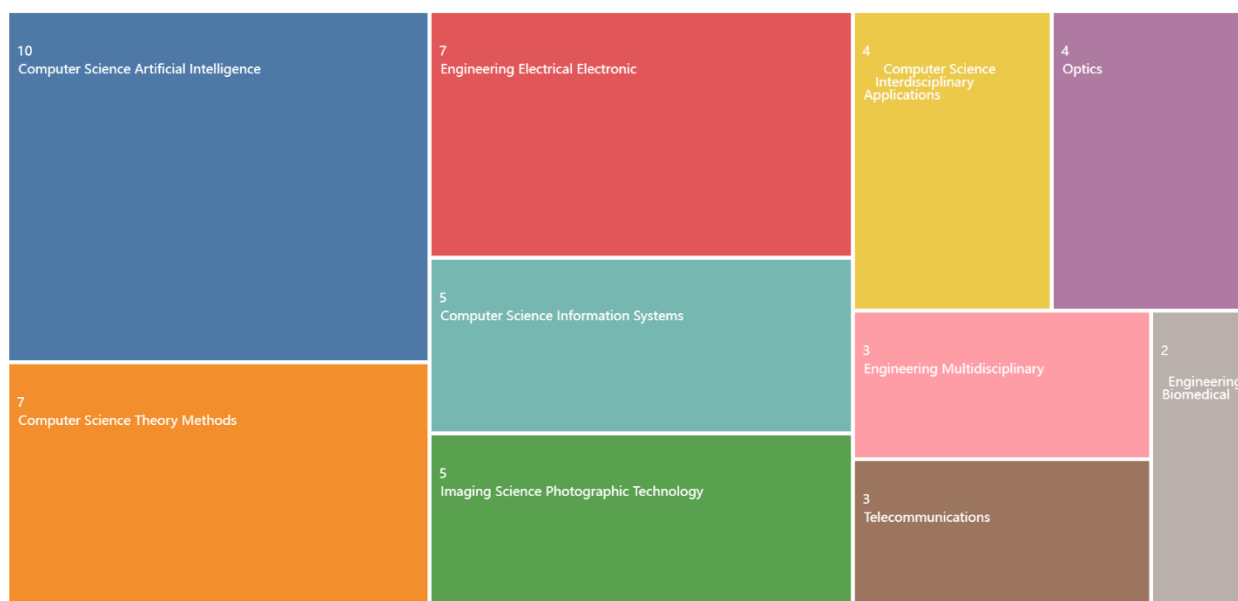 10
Computer Science Artificial Intelligence
7
Computer Science Theory Methods
7
Engineering Electrical Electronic
5
Computer Science Information Systems
5
Imaging Science Photographic Technology
4
Computer Science
Interdisciplinary
Applications
4
Optics
3
Engineering Multidisciplinary
3
Telecommunications
2
Engineering
Biomedical